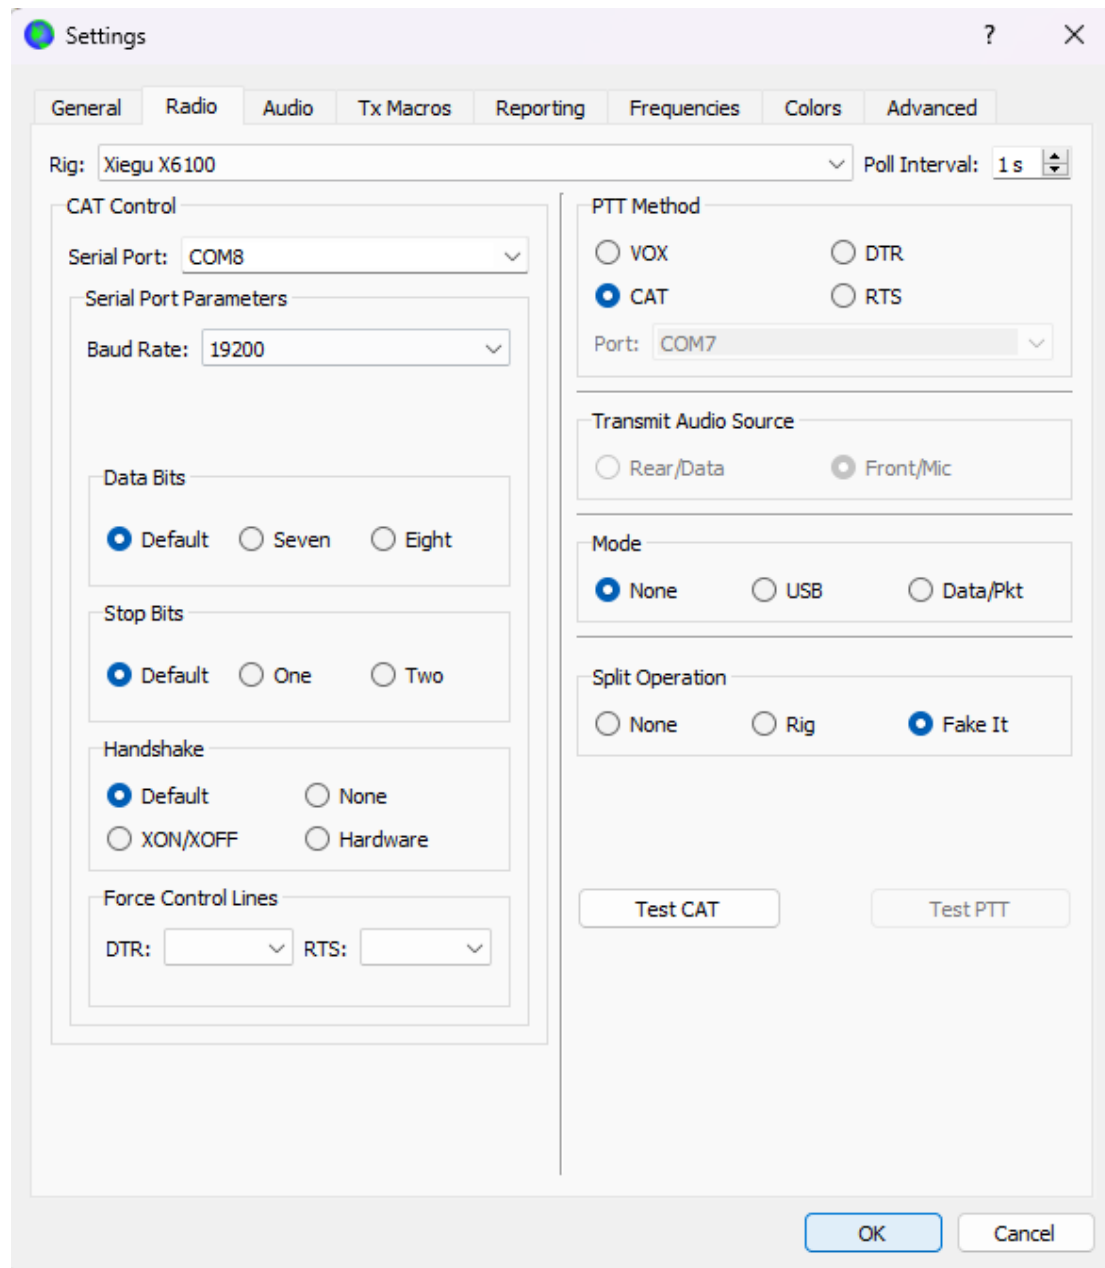 Settings ?
General Radio Audio Tx Macros Reporting Frequencies Colors Advanced
Rig: Xiegu X6100 Poll Interval: 1 s
CAT Control
Serial Port: COM8
Serial Port Parameters
Baud Rate: 19200
Data Bits
Default Seven Eight
Stop Bits
Default One Two
Handshake
Default None
XON/XOFF Hardware
Force Control Lines
DTR: RTS:
PTT Method
VOX DTR
CAT RTS
Port: COM7
Transmit Audio Source
Rear/Data Front/Mic
Mode
None USB Data/Pkt
Split Operation
None Rig Fake It
Test CAT Test PTT
OK Cancel